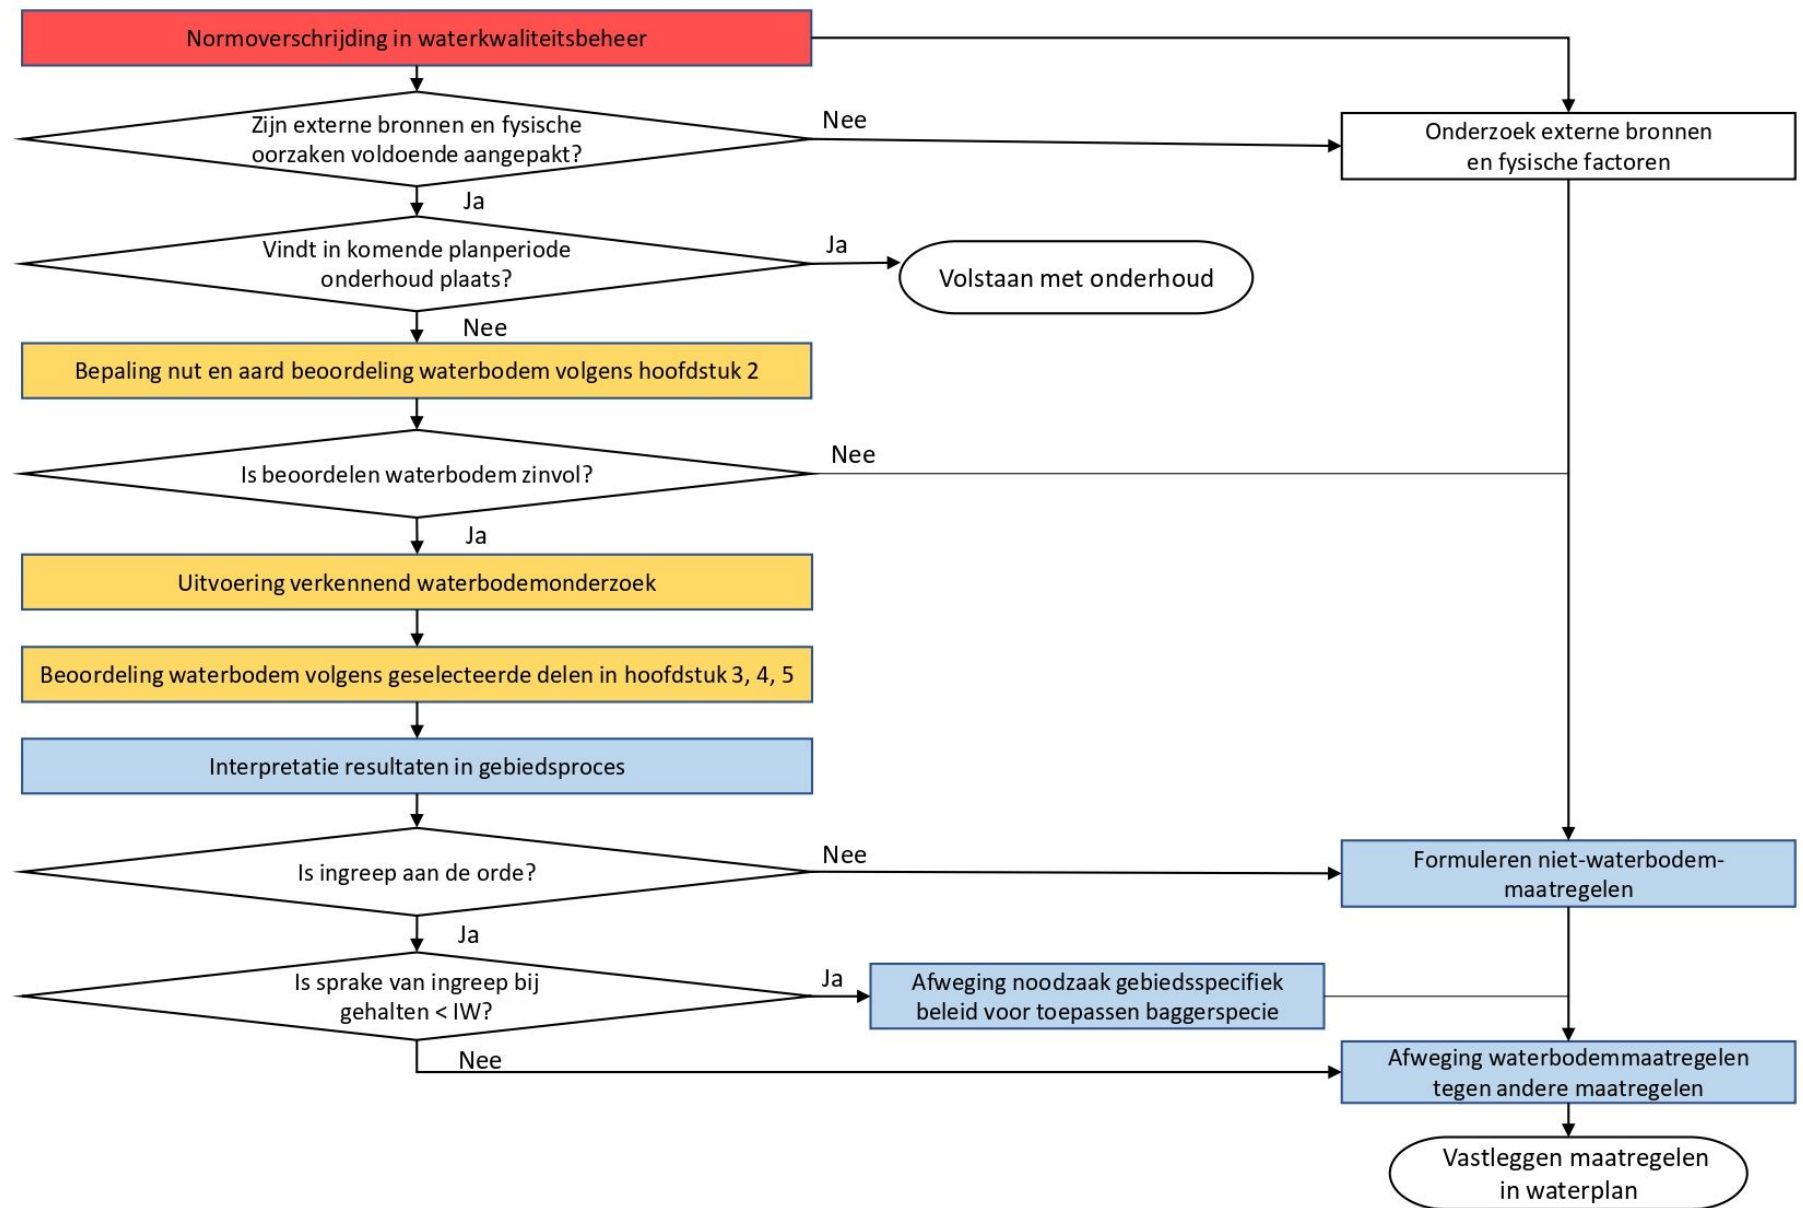 Normoverschrijding in waterkwaliteitsbeheer
Zijn externe bronnen en fysische
oorzaken voldoende aangepakt?
Nee
Onderzoek externe bronnen
en fysische factoren
Ja
Vindt in komende planperiode
onderhoud plaats?
Ja
Volstaan met onderhoud
Nee
Bepaling nut en aard beoordeling waterbodem volgens hoofdstuk 2
Is beoordelen waterbodem zinvol?
Nee
Ja
Uitvoering verkennend waterbodemonderzoek
Beoordeling waterbodem volgens geselecteerde delen in hoofdstuk 3, 4, 5
Interpretatie resultaten in gebiedsproces
Is ingreep aan de orde?
Nee
Formuleren niet-waterbodem-
maatregelen
Ja
Is sprake van ingreep bij
gehalten < IW?
Ja
Afweging noodzaak gebiedsspecifiek
beleid voor toepassen baggerspecie
Nee
Afweging waterbodemmaatregelen
tegen andere maatregelen
Vastleggen maatregelen
in waterplan